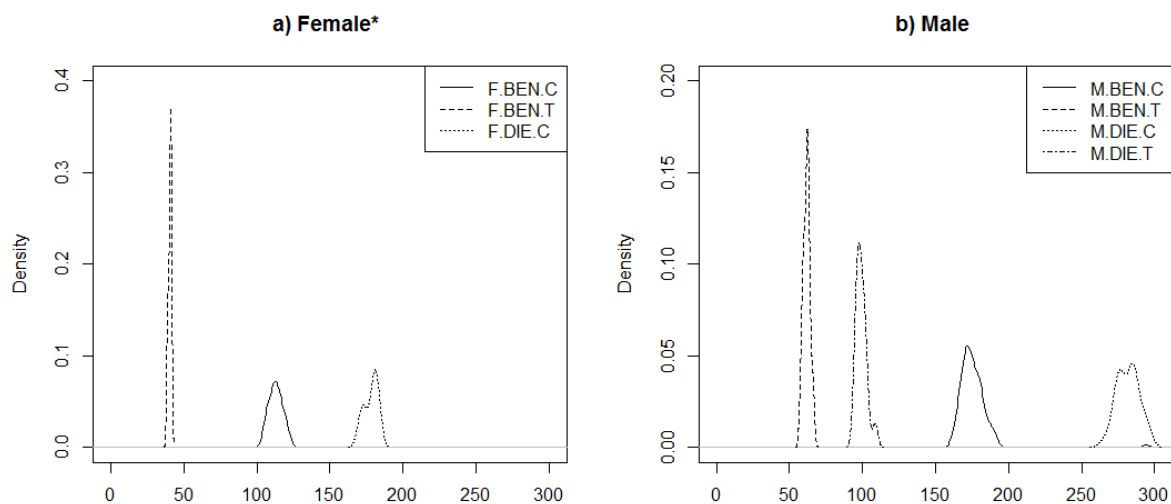 a) Female*
F.BEN.C
F.BEN.T
F.DIE.C
Density
0.0
0.1
0.2
0.3
0.4
0 50 100 150 200 250 300
b) Male
M.BEN.C
M.BEN.T
M.DIE.C
M.DIE.T
Density
0.00
0.05
0.10
0.15
0.20
0 50 100 150 200 250 300